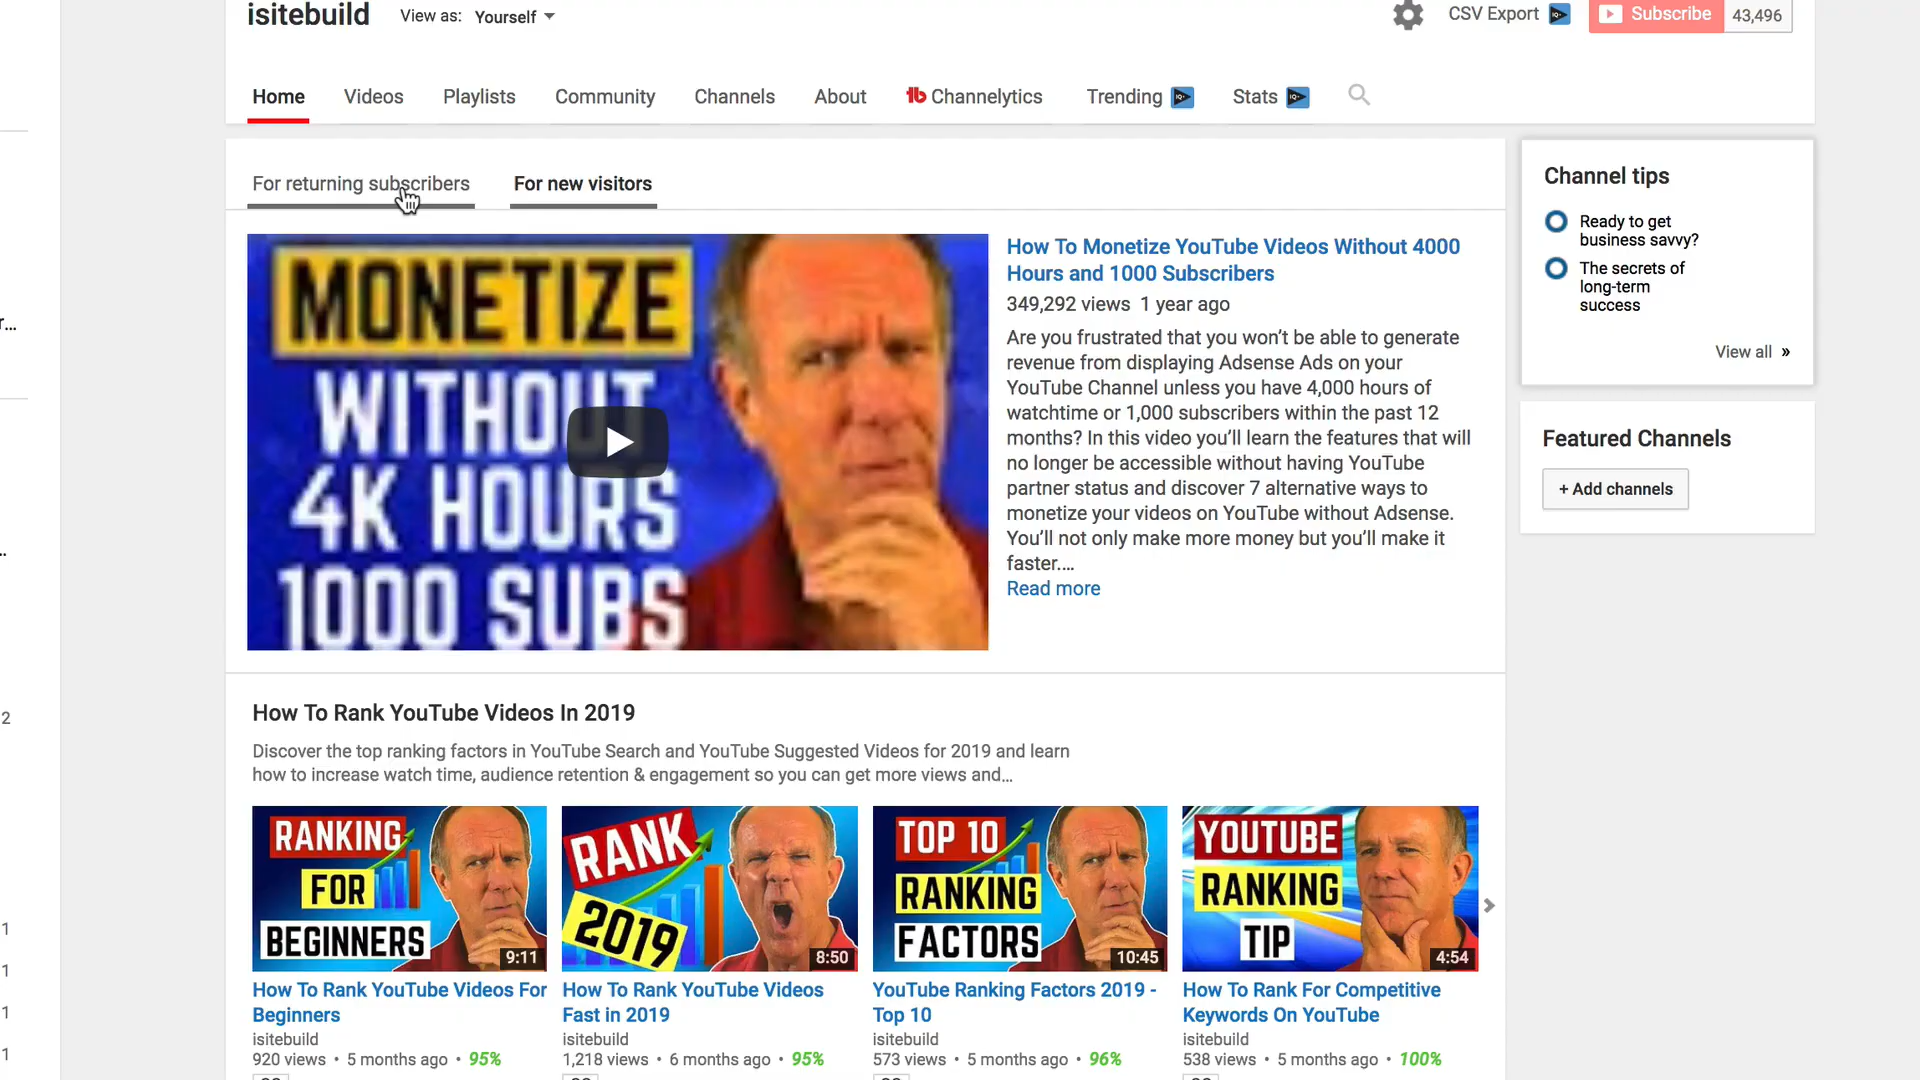 isitebuild
View as: Yourself
CSV Export
Subscribe 43,496
Home Videos Playlists Community Channels About Channelytics Trending Stats
For returning subscribers For new visitors
MONETIZE
WITHOUT
4K HOURS
1000 SUBS
How To Monetize YouTube Videos Without 4000
Hours and 1000 Subscribers
349,292 views 1 year ago
Are you frustrated that you won't be able to generate
revenue from displaying Adsense Ads on your
YouTube Channel unless you have 4,000 hours of
watchtime or 1,000 subscribers within the past 12
months? In this video you'll learn the features that will
no longer be accessible without having YouTube
partner status and discover 7 alternative ways to
monetize your videos on YouTube without Adsense.
You'll not only make more money but you'll make it
faster....
Read more
Channel tips
Ready to get
business savvy?
The secrets of
long-term
success
View all »
Featured Channels
+ Add channels
How To Rank YouTube Videos In 2019
Discover the top ranking factors in YouTube Search and YouTube Suggested Videos for 2019 and learn
how to increase watch time, audience retention & engagement so you can get more views and...
RANKING
FOR
BEGINNERS
9:11
How To Rank YouTube Videos For
Beginners
isitebuild
920 views • 5 months ago • 95%
RANK
2019
8:50
How To Rank YouTube Videos
Fast in 2019
isitebuild
1,218 views • 6 months ago • 95%
TOP 10
RANKING
FACTORS
10:45
YouTube Ranking Factors 2019 -
Top 10
isitebuild
573 views • 5 months ago • 96%
YOUTUBE
RANKING
TIP
4:54
How To Rank For Competitive
Keywords On YouTube
isitebuild
538 views • 5 months ago • 100%
r...
...
2
1
1
1
1